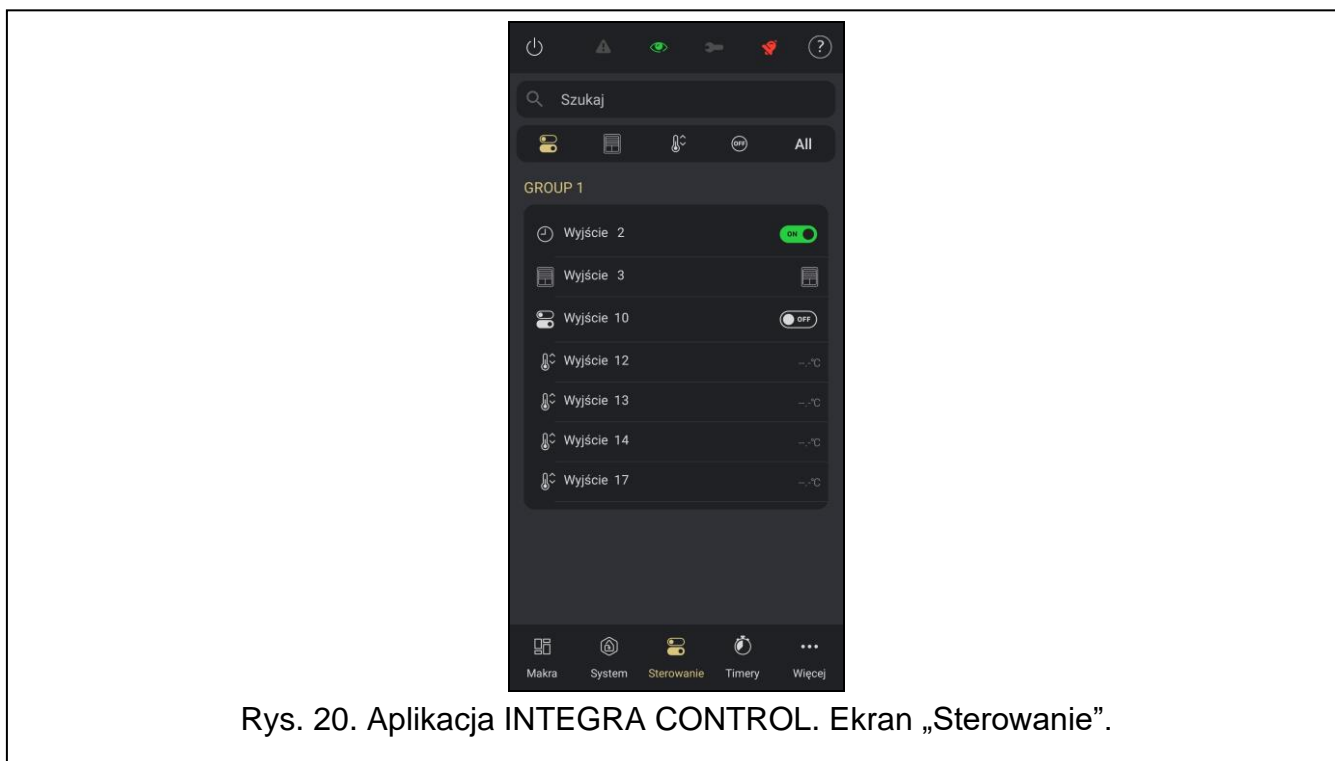 ?
Szukaj
OFF All
GROUP 1
Wyjście 2 ON
Wyjście 3
Wyjście 10 OFF
Wyjście 12 --.-°C
Wyjście 13 --.-°C
Wyjście 14 --.-°C
Wyjście 17 --.-°C
Makra System Sterowanie Timery Więcej
Rys. 20. Aplikacja INTEGRA CONTROL. Ekran „Sterowanie”.